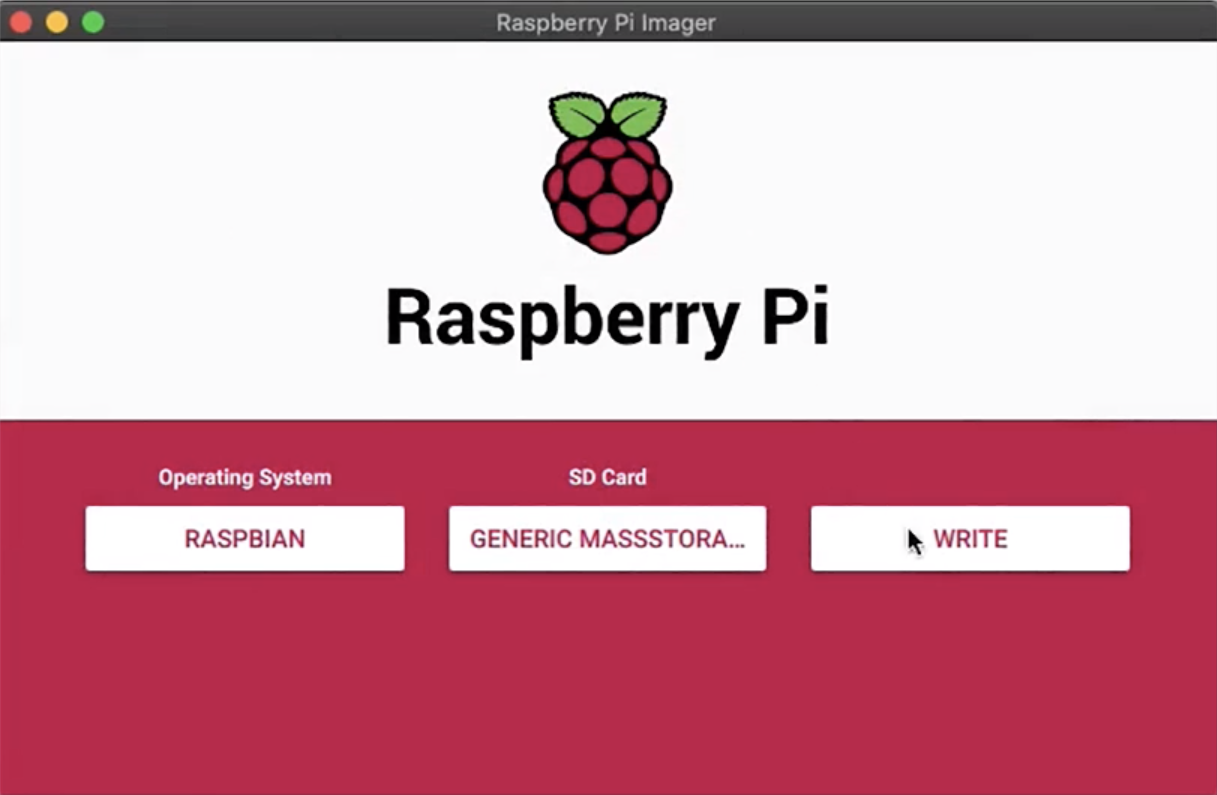 Raspberry Pi Imager
Raspberry Pi
Operating System
SD Card
RASPBIAN
GENERIC MASSSTORA...
WRITE